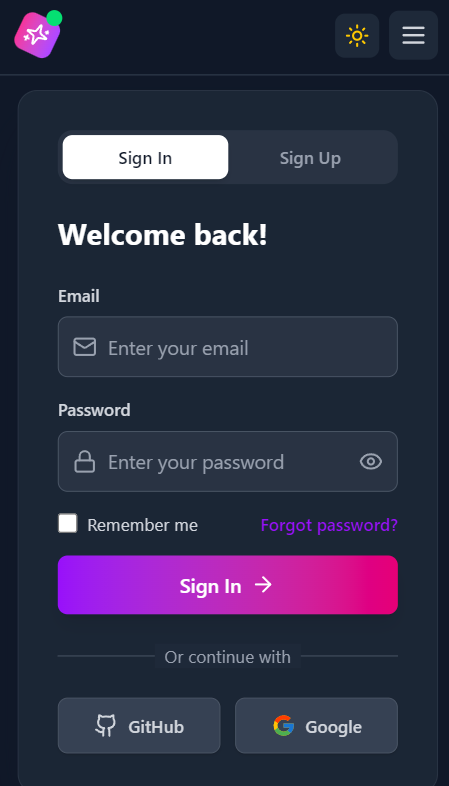 Sign In
Sign Up
Welcome back!
Email
Enter your email
Password
Enter your password
Remember me
Forgot password?
Sign In
Or continue with
GitHub
Google